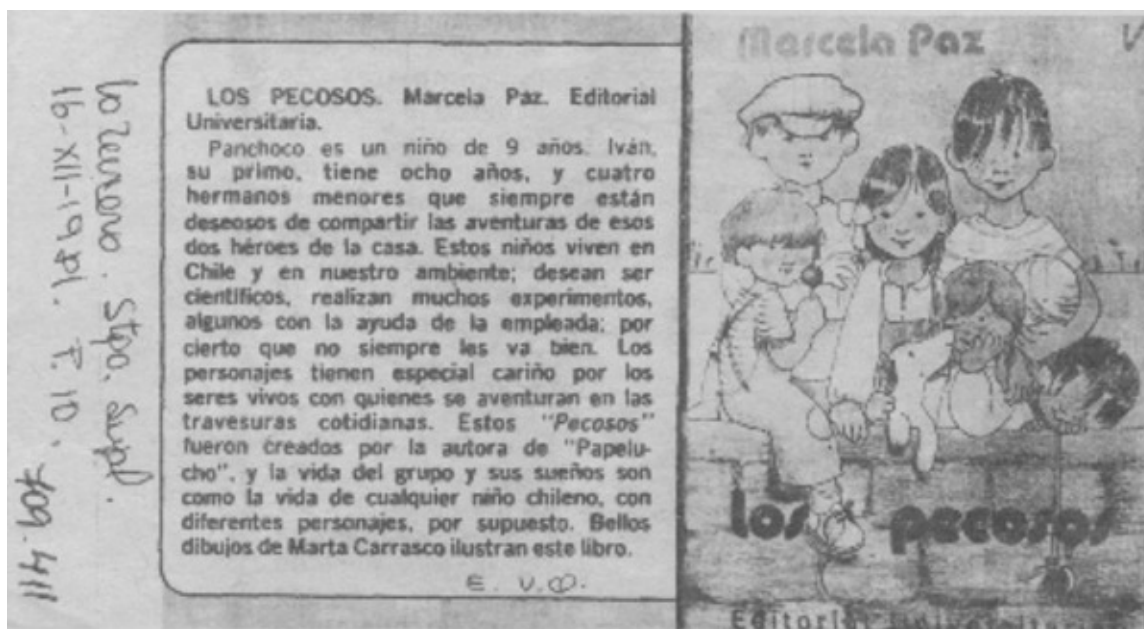 La Tercera. Stgo. Supl.
16-XII-1981. P. 10.
409.411
LOS PECOSOS. Marcela Paz. Editorial
Universitaria.
Panchoco es un niño de 9 años. Iván,
su primo, tiene ocho años, y cuatro
hermanos menores que siempre están
deseosos de compartir las aventuras de esos
dos héroes de la casa. Estos niños viven en
Chile y en nuestro ambiente; desean ser
científicos, realizan muchos experimentos,
algunos con la ayuda de la empleada; por
cierto que no siempre les va bien. Los
personajes tienen especial cariño por los
seres vivos con quienes se aventuran en las
travesuras cotidianas. Estos "Pecosos"
fueron creados por la autora de "Papelu-
cho", y la vida del grupo y sus sueños son
como la vida de cualquier niño chileno, con
diferentes personajes, por supuesto. Bellos
dibujos de Marta Carrasco ilustran este libro.
E. V.
Marcela Paz
los pecosos
Editorial Universitaria